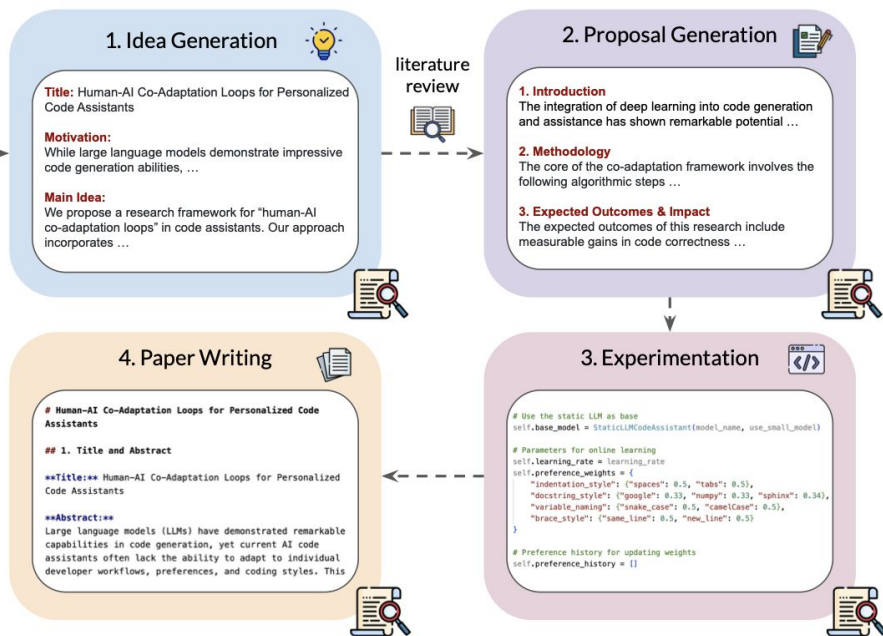 1. Idea Generation
Title: Human-AI Co-Adaptation Loops for Personalized
Code Assistants
Motivation:
While large language models demonstrate impressive
code generation abilities, …
Main Idea:
We propose a research framework for “human-AI
co-adaptation loops” in code assistants. Our approach
incorporates …
literature
review
2. Proposal Generation
1. Introduction
The integration of deep learning into code generation
and assistance has shown remarkable potential …
2. Methodology
The core of the co-adaptation framework involves the
following algorithmic steps …
3. Expected Outcomes & Impact
The expected outcomes of this research include
measurable gains in code correctness …
3. Experimentation
</>
# Use the static LLM as base
self.base_model = StaticLLMCodeAssistant(model_name, use_small_model)
# Parameters for online learning
self.learning_rate = learning_rate
self.preference_weights = {
"indentation_style": {"spaces": 0.5, "tabs": 0.5},
"docstring_style": {"google": 0.33, "numpy": 0.33, "sphinx": 0.34},
"variable_naming": {"snake_case": 0.5, "camelCase": 0.5},
"brace_style": {"same_line": 0.5, "new_line": 0.5}
}
# Preference history for updating weights
self.preference_history = []
4. Paper Writing
# Human-AI Co-Adaptation Loops for Personalized Code
Assistants
## 1. Title and Abstract
**Title:** Human-AI Co-Adaptation Loops for Personalized
Code Assistants
**Abstract:**
Large language models (LLMs) have demonstrated remarkable
capabilities in code generation, yet current AI code
assistants often lack the ability to adapt to individual
developer workflows, preferences, and coding styles. This